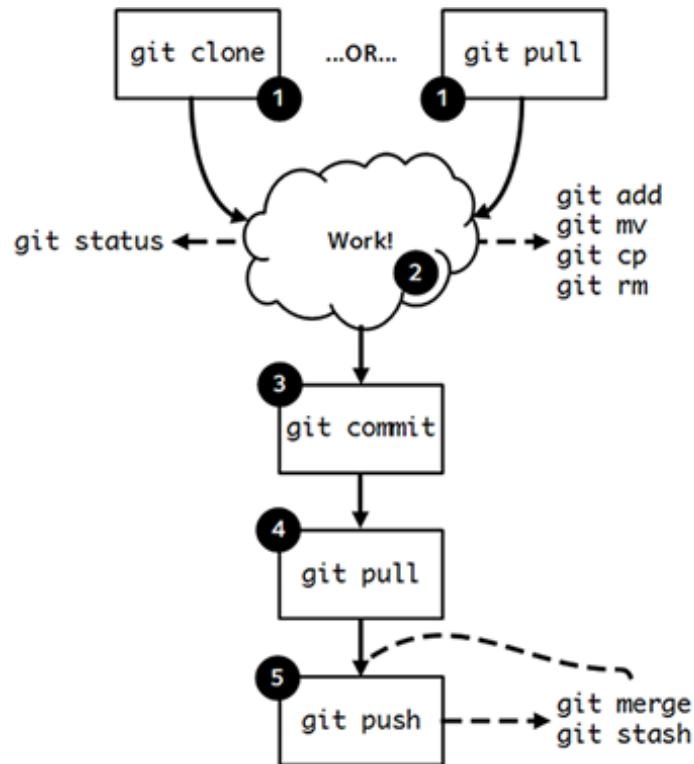 git clone
...OR...
git pull
1
1
git status
Work!
2
git add
git mv
git cp
git rm
3
git commit
4
git pull
5
git push
git merge
git stash